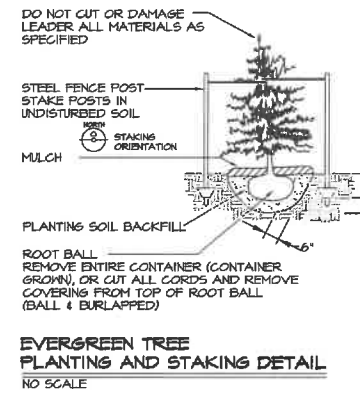 DO NOT CUT OR DAMAGE
LEADER ALL MATERIALS AS
SPECIFIED
STEEL FENCE POST
STAKE POSTS IN
UNDISTURBED SOIL
NORTH
STAKING
ORIENTATION
MULCH
PLANTING SOIL BACKFILL
6"
ROOT BALL
REMOVE ENTIRE CONTAINER (CONTAINER
GROWN), OR CUT ALL CORDS AND REMOVE
COVERING FROM TOP OF ROOT BALL
(BALL & BURLAPPED)
EVERGREEN TREE
PLANTING AND STAKING DETAIL
NO SCALE